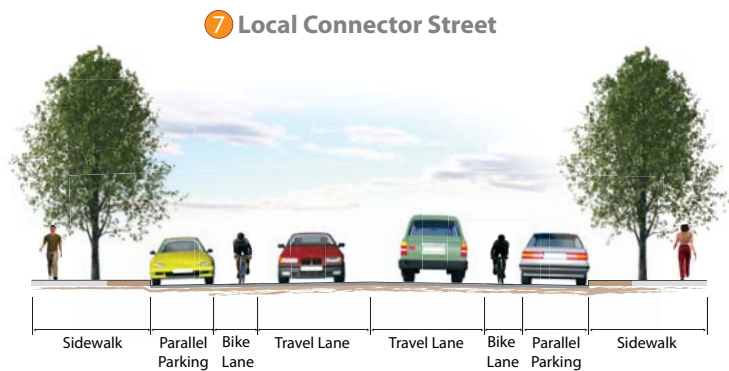 7 Local Connector Street
Sidewalk Parallel Bike Travel Lane Travel Lane Bike Parallel Sidewalk
Parking Lane Lane Parking